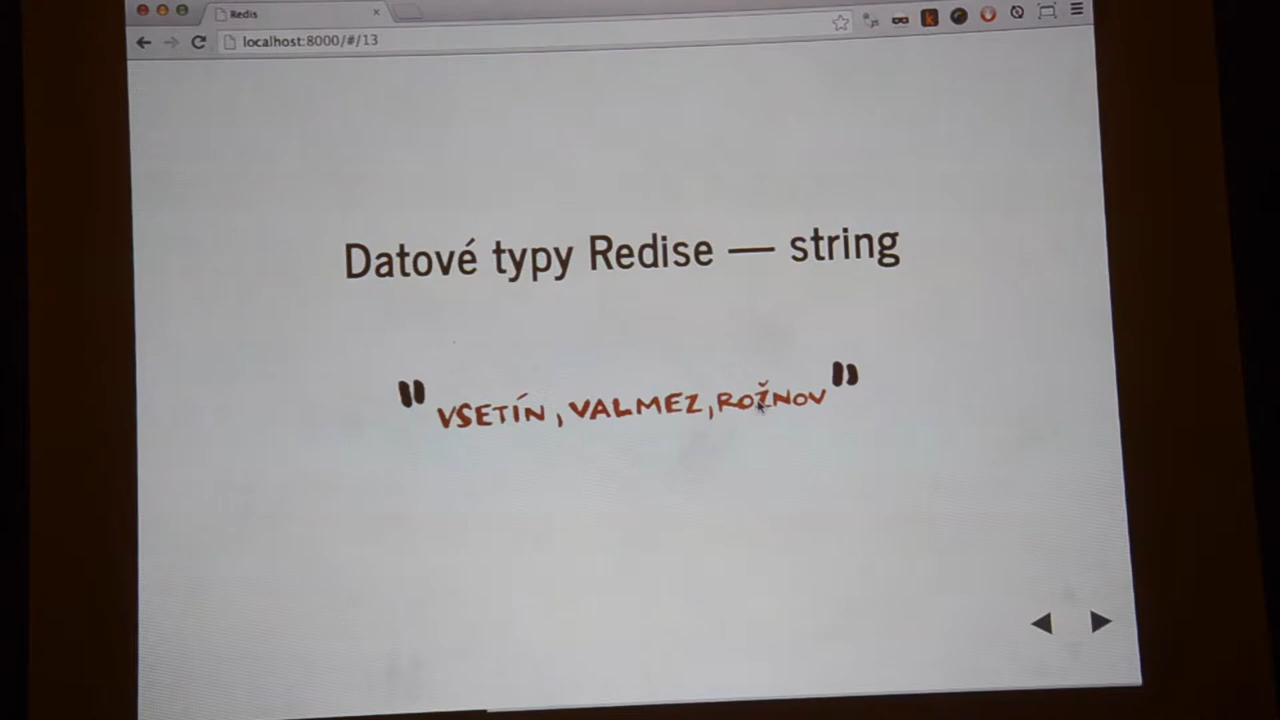 Redis
localhost:8000/#/13
Datové typy Redise — string
"VSETÍN, VALMEZ, ROŽNOV"